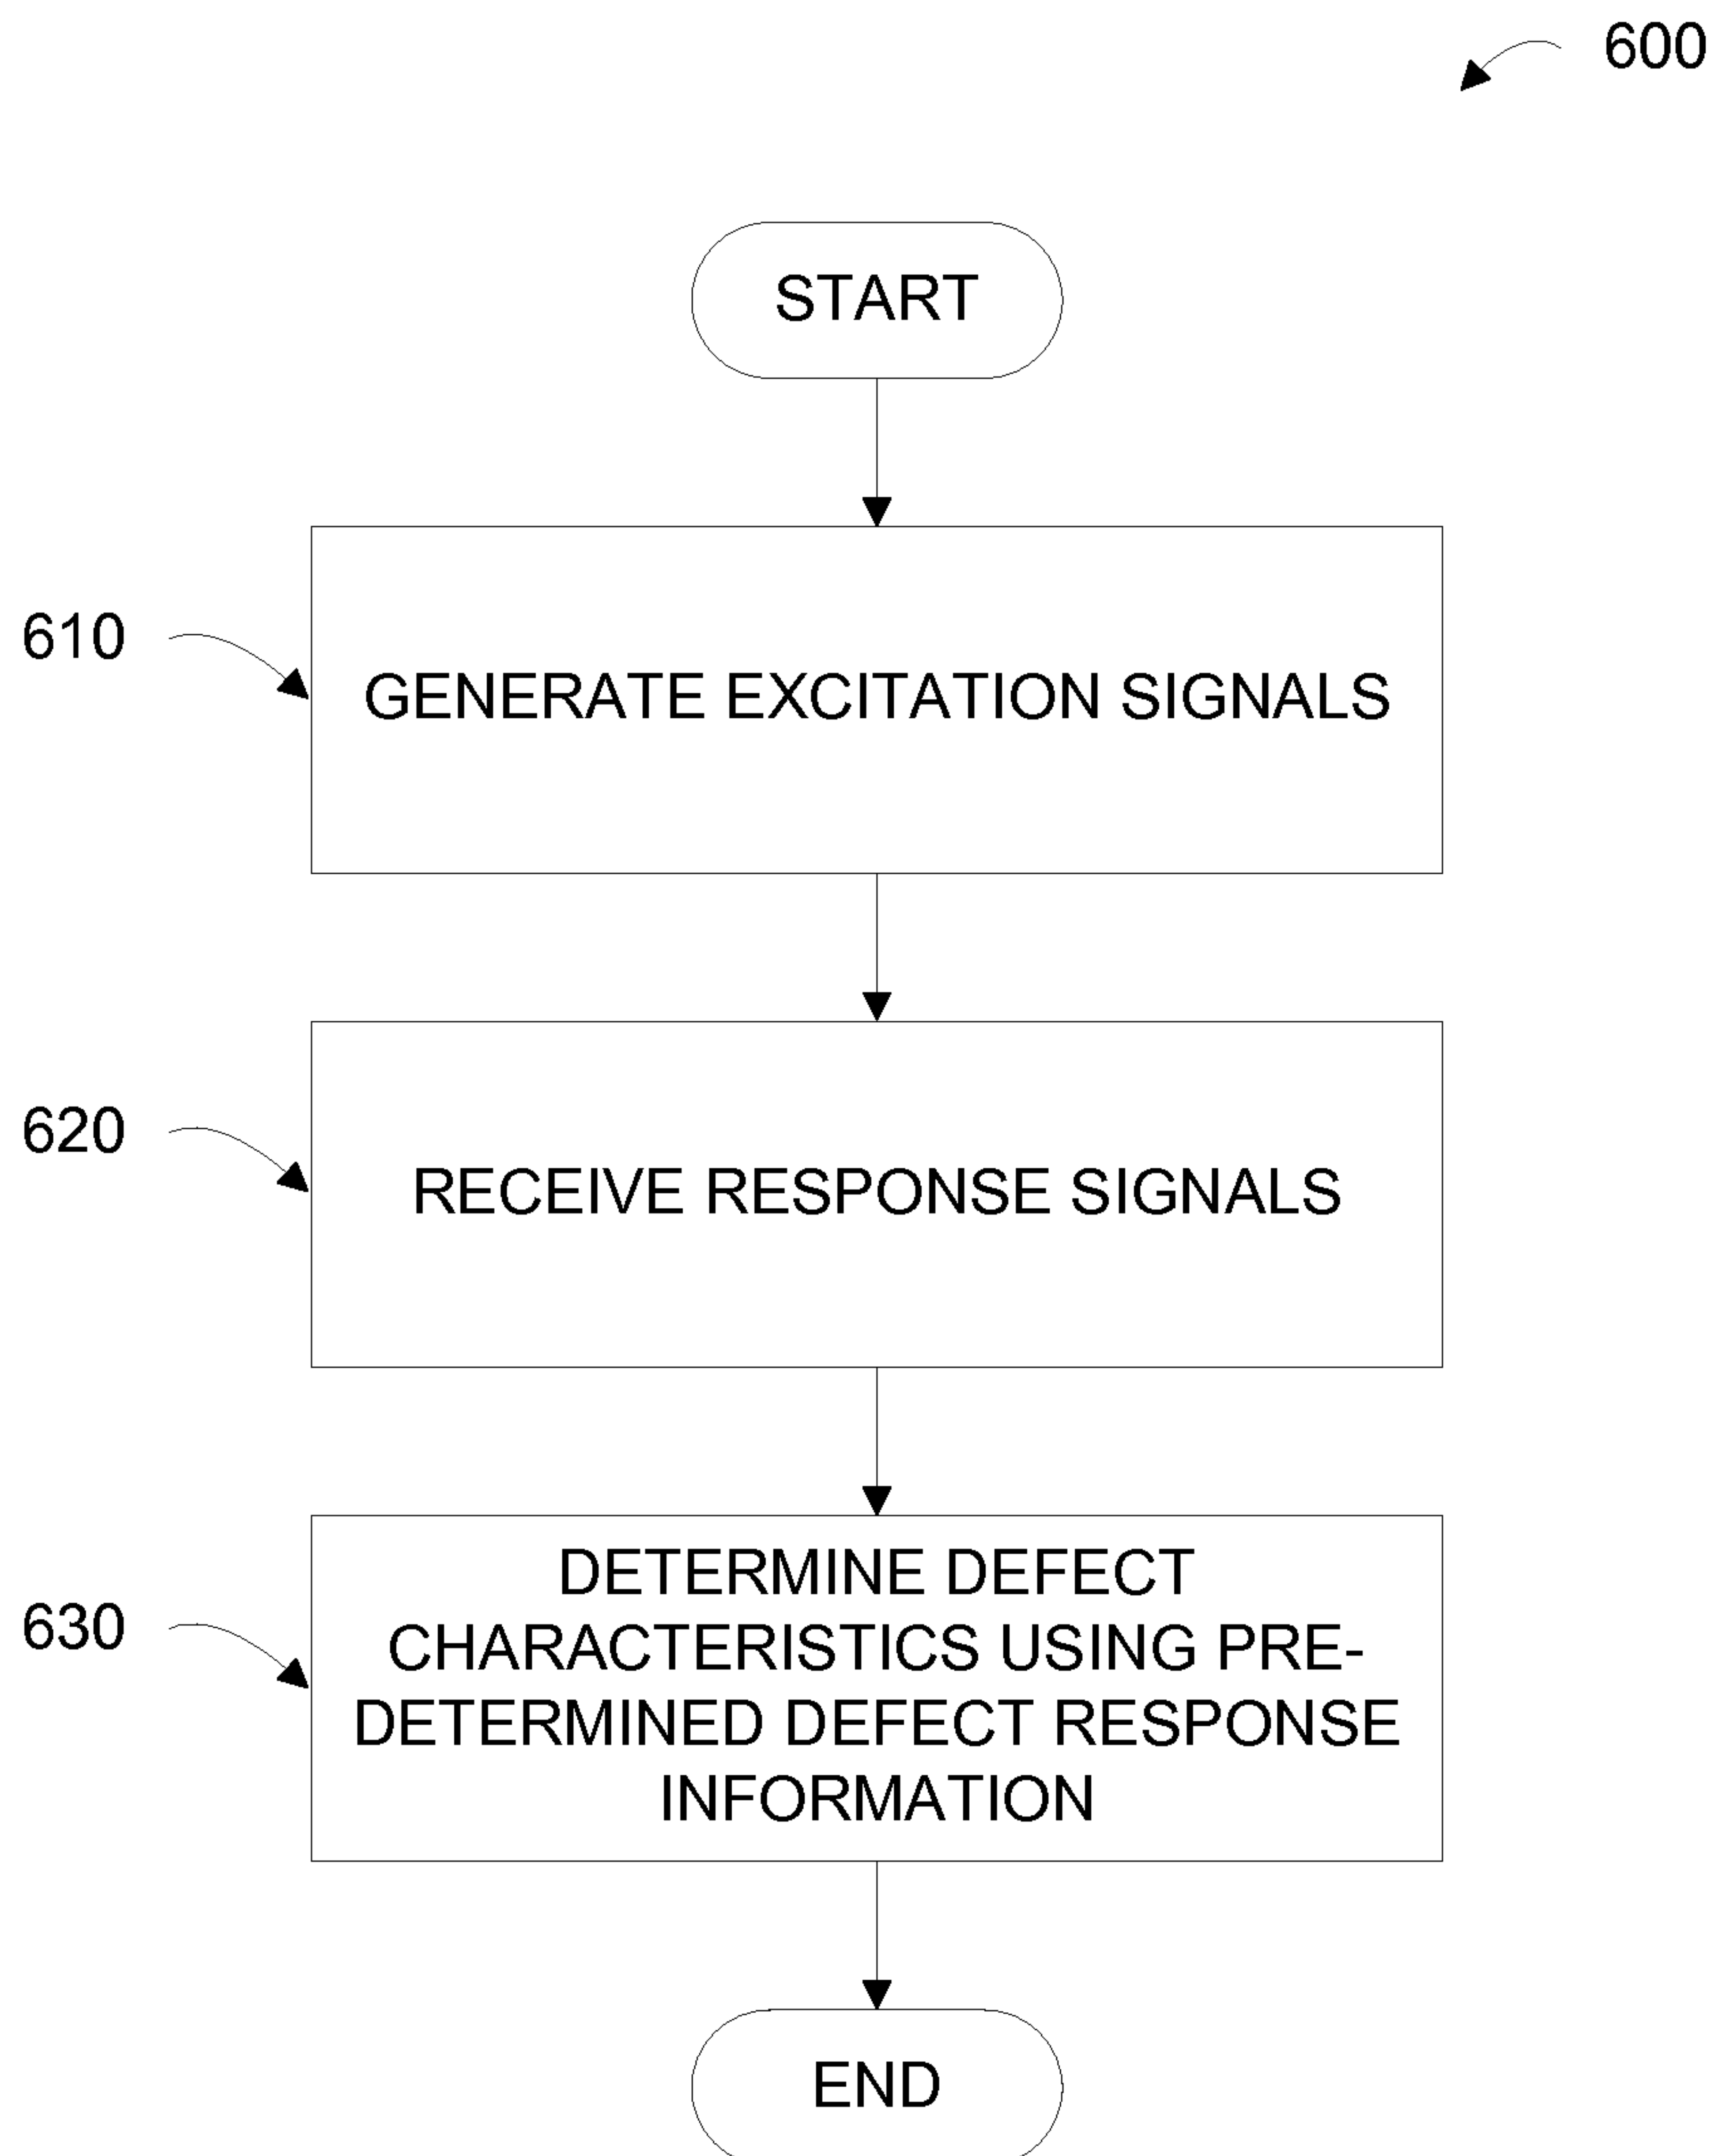 600
START
610
GENERATE EXCITATION SIGNALS
620
RECEIVE RESPONSE SIGNALS
630
DETERMINE DEFECT
CHARACTERISTICS USING PRE-
DETERMINED DEFECT RESPONSE
INFORMATION
END